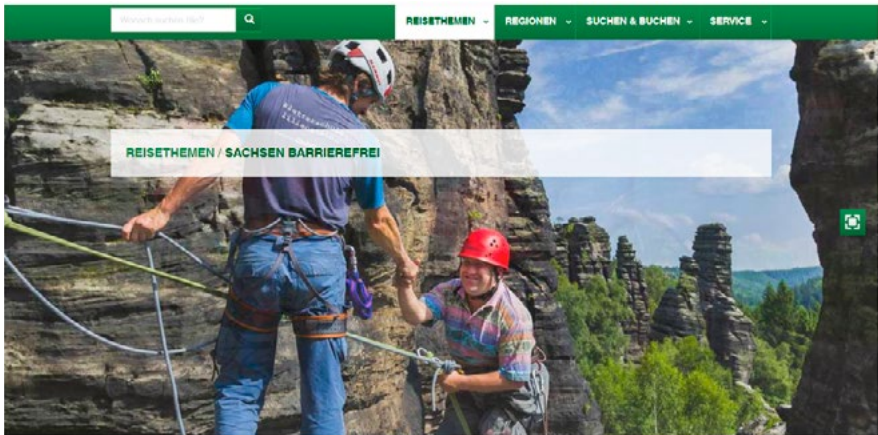 Wonach suchen Sie?
REISETHEMEN
REGIONEN
SUCHEN & BUCHEN
SERVICE
REISETHEMEN / SACHSEN BARRIEREFREI